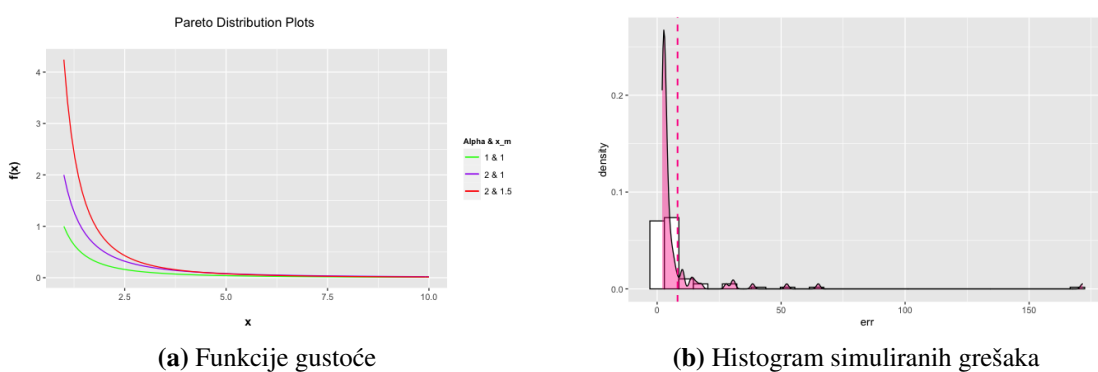 Pareto Distribution Plots
f(x)
4
3
2
1
0
2.5
5.0
7.5
10.0
x
Alpha & x_m
1 & 1
2 & 1
2 & 1.5
(a) Funkcije gustoće
density
0.2
0.1
0.0
0
50
100
150
err
(b) Histogram simuliranih grešaka